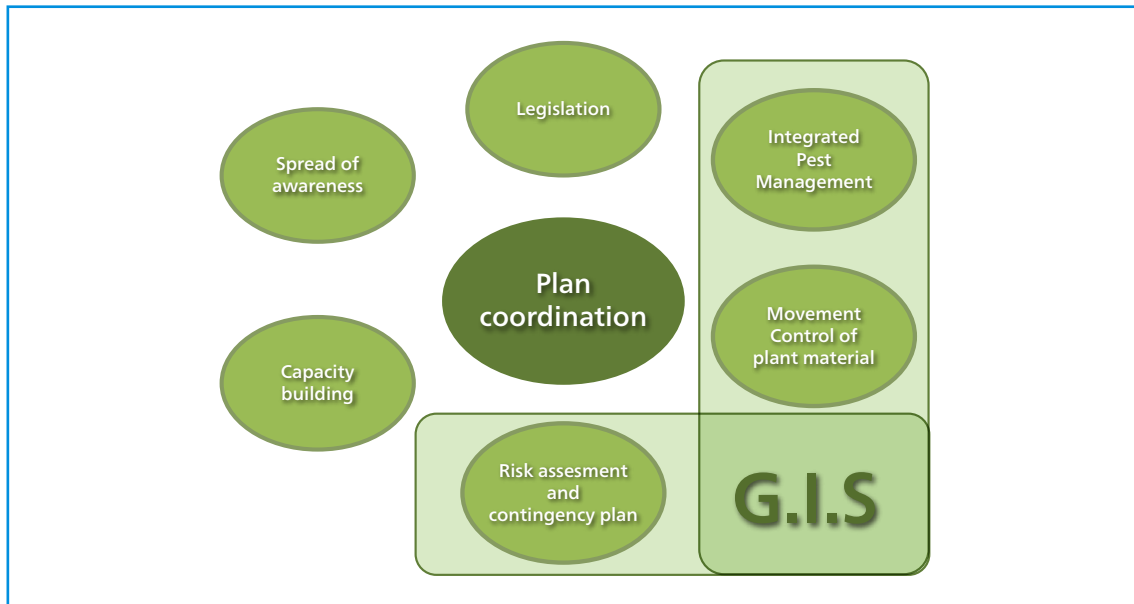 Legislation
Spread of
awareness
Integrated
Pest
Management
Plan
coordination
Movement
Control of
plant material
Capacity
building
Risk assesment
and
contingency plan
G.I.S